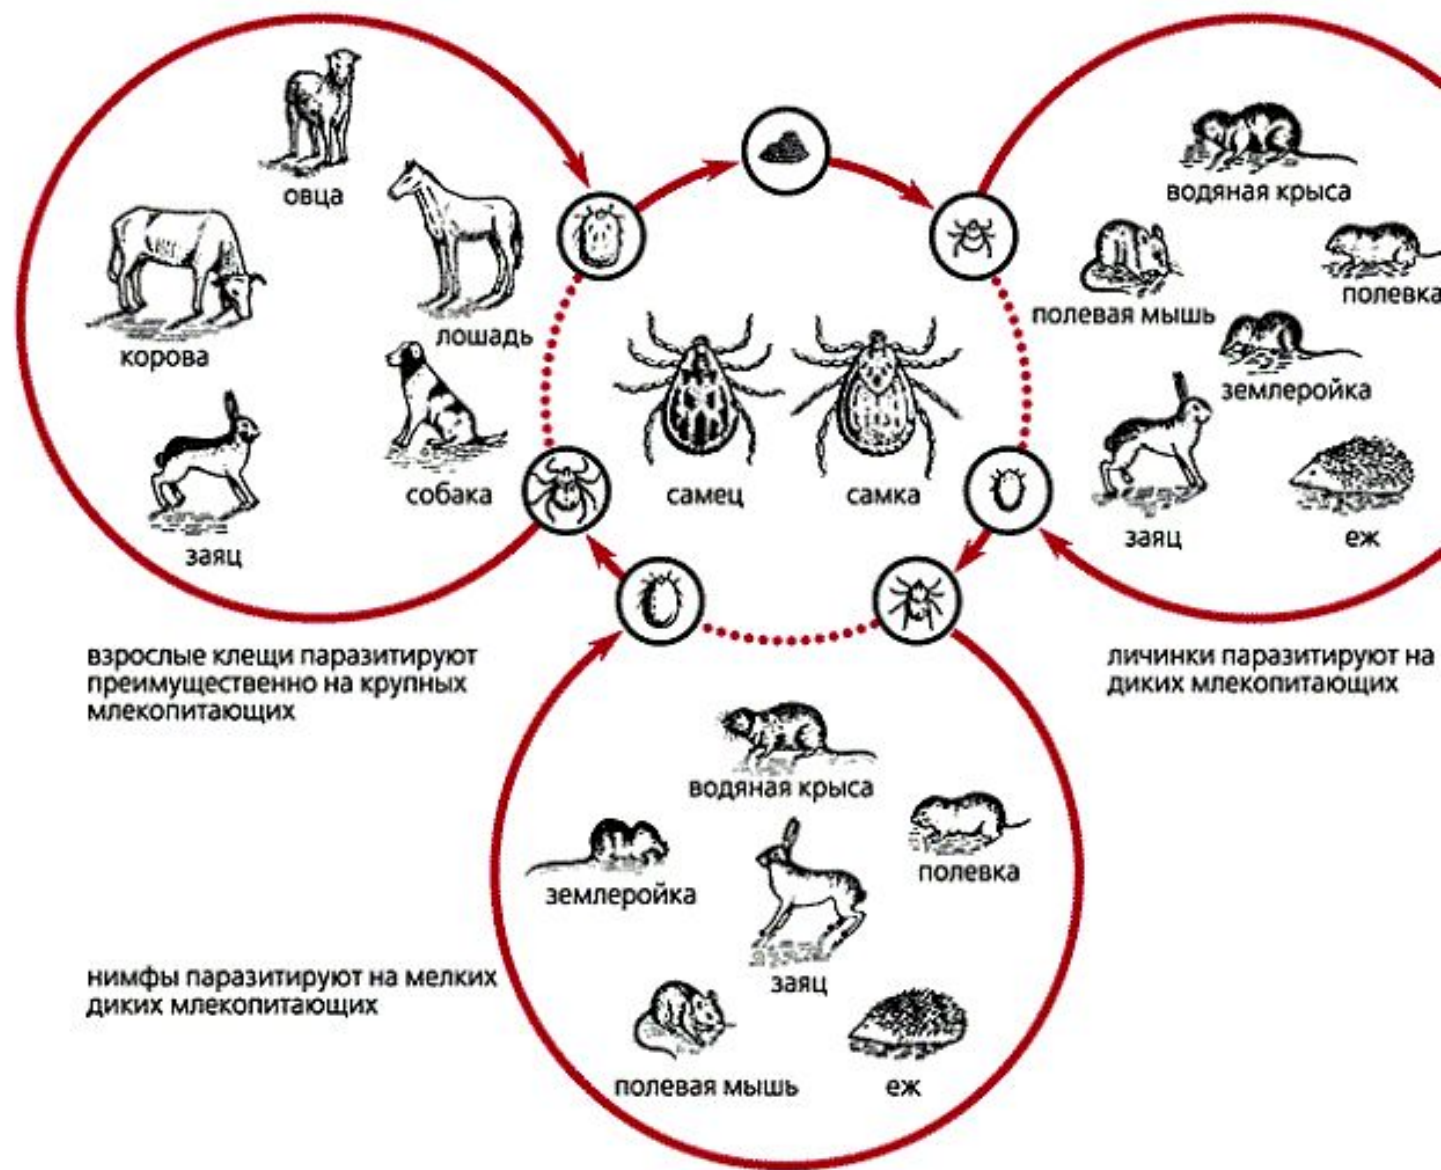 овца
лошадь
корова
собака
заяц
взрослые клещи паразитируют
преимущественно на крупных
млекопитающих
самец
самка
водяная крыса
полевая мышь
полевка
землеройка
заяц
еж
личинки паразитируют на
диких млекопитающих
водяная крыса
землеройка
полевка
заяц
полевая мышь
еж
нимфы паразитируют на мелких
диких млекопитающих